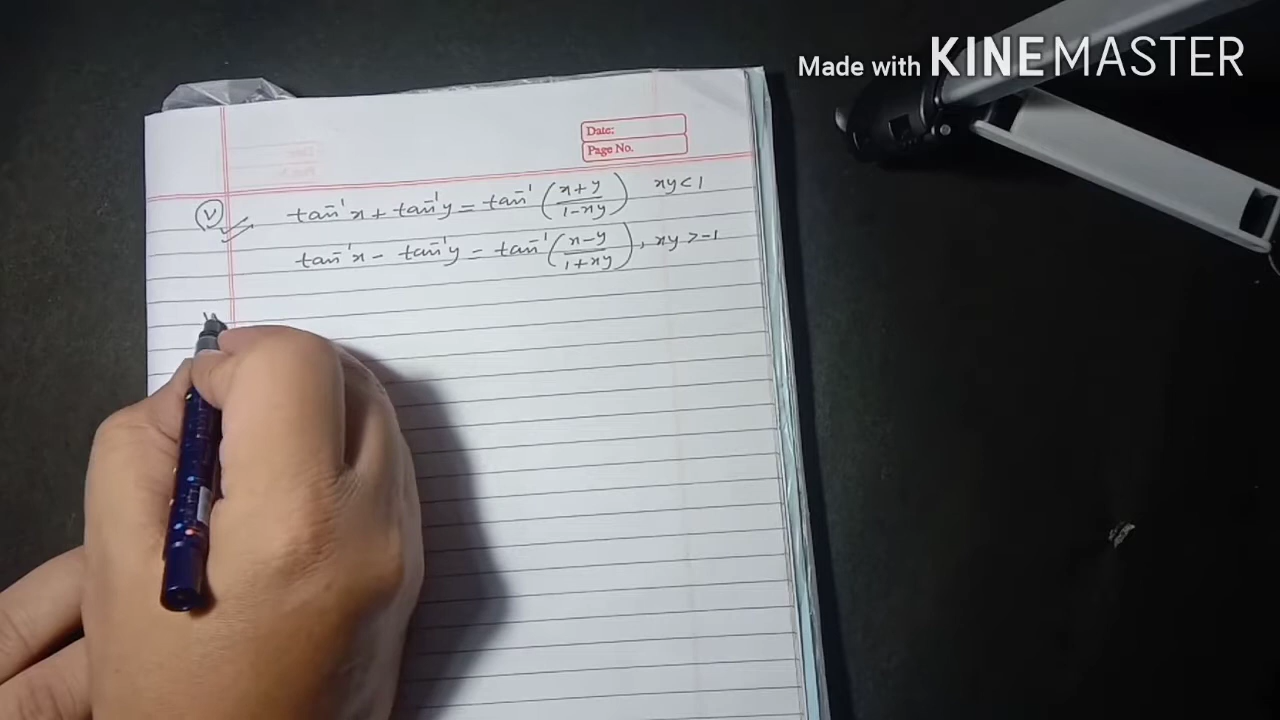 Made with KINEMASTER
Date:
Page No.
(v) tan⁻¹x + tan⁻¹y = tan⁻¹((x+y)/(1-xy)) xy < 1
tan⁻¹x - tan⁻¹y = tan⁻¹((x-y)/(1+xy)), xy > -1